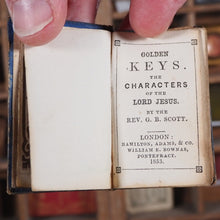 GOLDEN
KEYS.
THE
CHARACTERS
OF THE
LORD JESUS.
BY THE
REV. G. B. SCOTT.
LONDON:
HAMILTON, ADAMS, & CO.
WILLIAM E. BOWMAN,
PONTEFRACT.
1855.